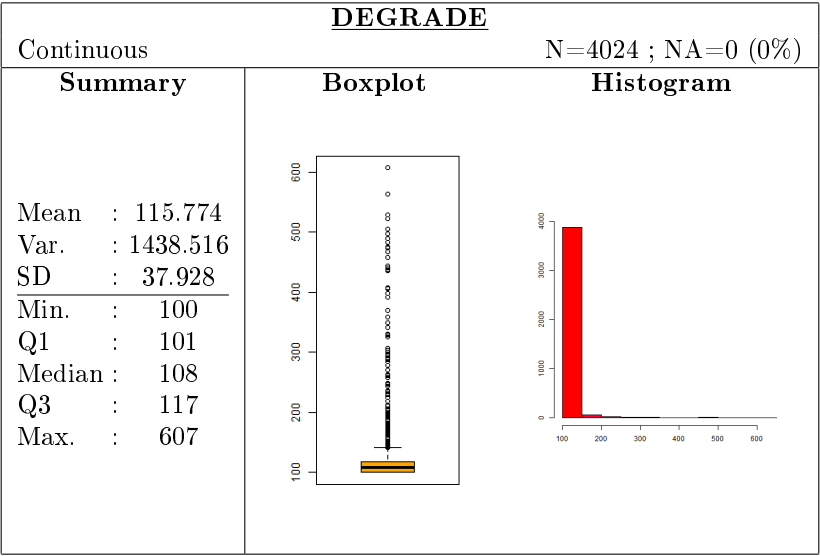 DEGRADE
Continuous N=4024 ; NA=0 (0%)
Summary Boxplot Histogram
Mean : 115.774
Var. : 1438.516
SD : 37.928
Min. : 100
Q1 : 101
Median : 108
Q3 : 117
Max. : 607
600
500
400
300
200
100
4000
3000
2000
1000
0
100 200 300 400 500 600